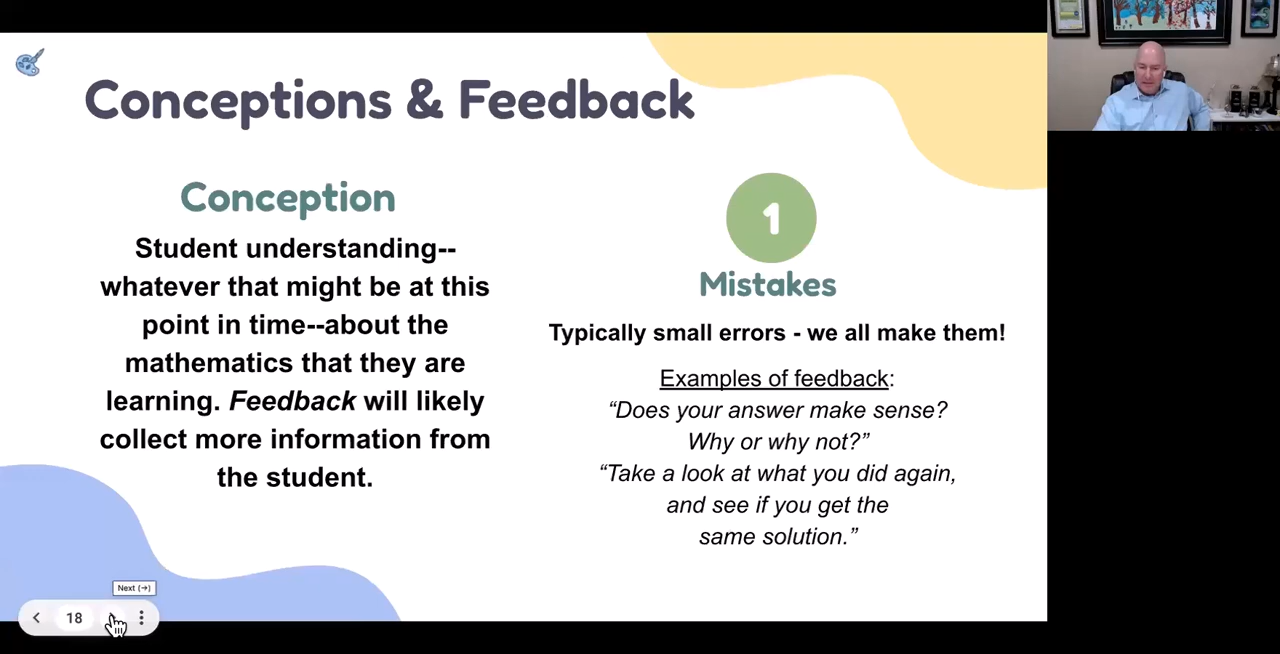 Conceptions & Feedback
Conception
Student understanding--
whatever that might be at this
point in time--about the
mathematics that they are
learning. Feedback will likely
collect more information from
the student.
1
Mistakes
Typically small errors - we all make them!
Examples of feedback:
“Does your answer make sense?
Why or why not?”
“Take a look at what you did again,
and see if you get the
same solution.”
Next (→)
18